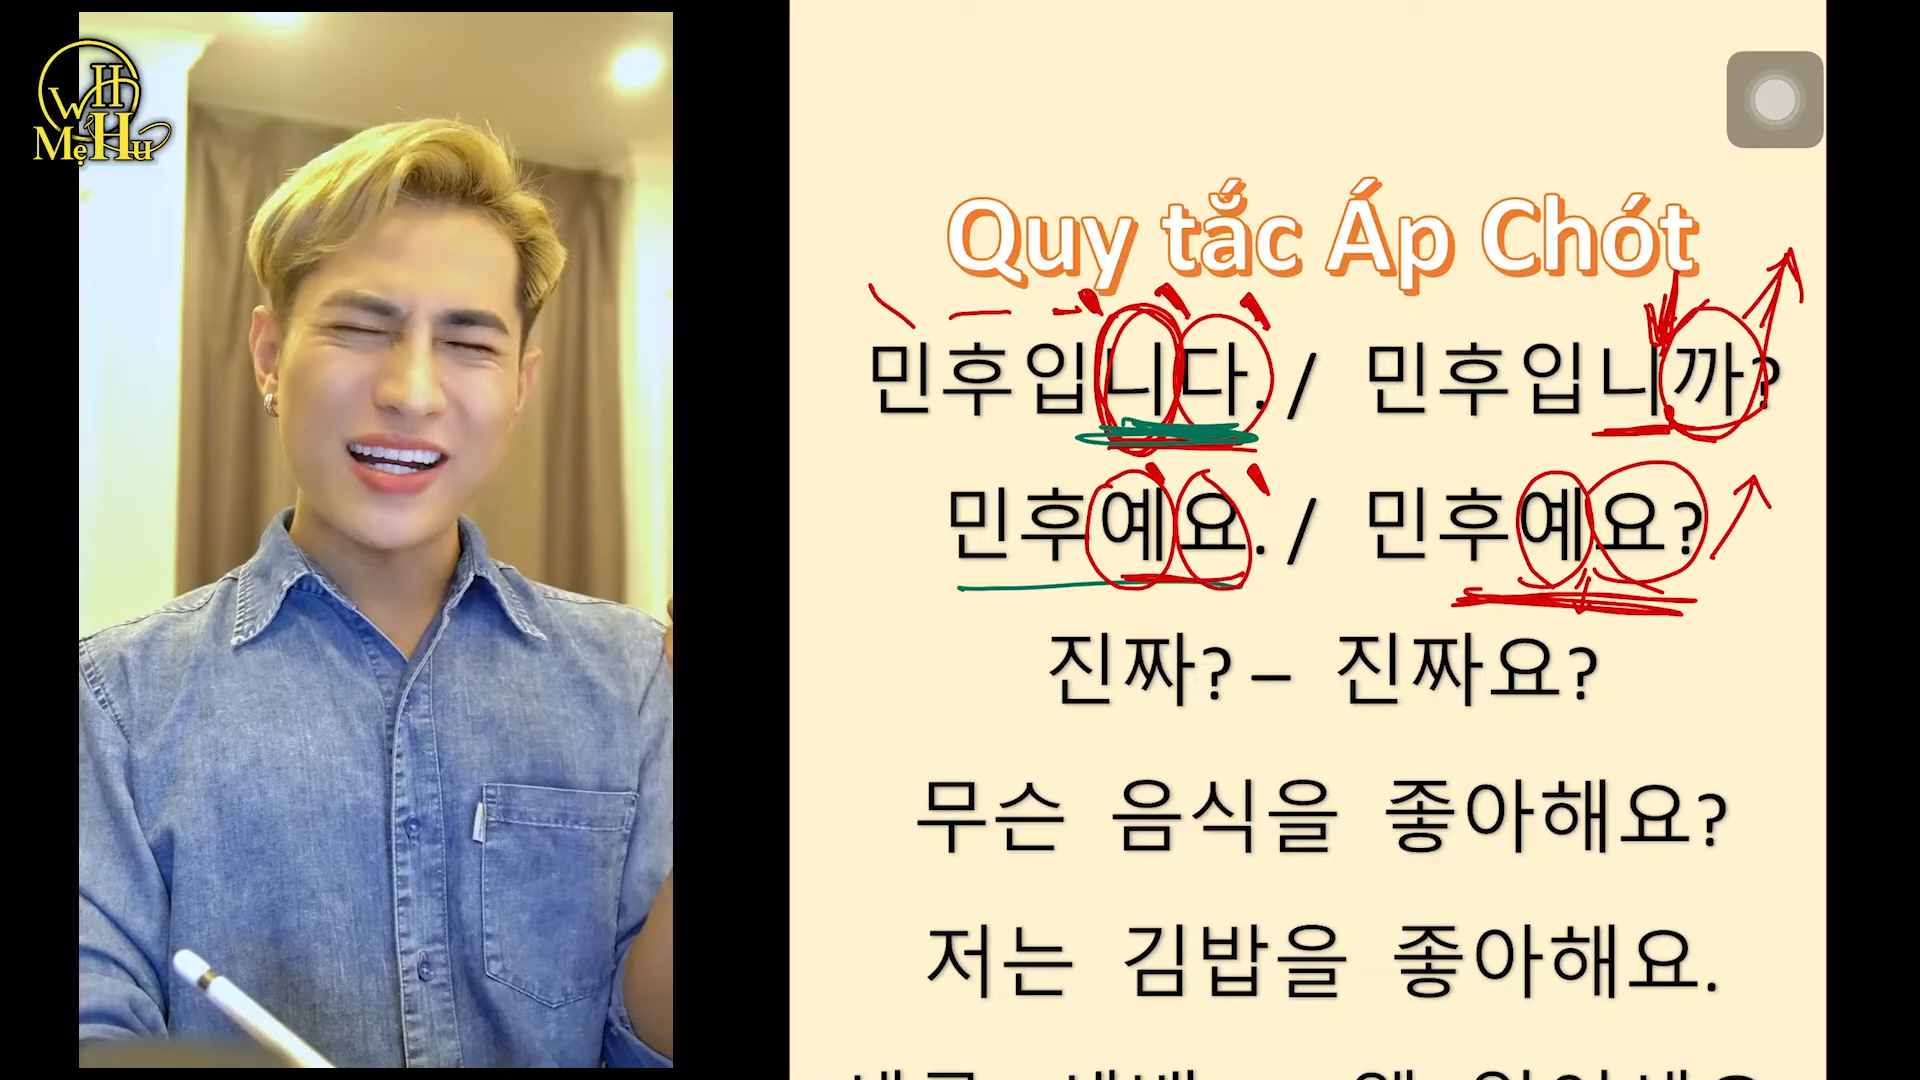 WHH
MẹHu
Quy tắc Áp Chót
민후입니다. / 민후입니까?
민후예요. / 민후예요?
진짜? – 진짜요?
무슨 음식을 좋아해요?
저는 김밥을 좋아해요.